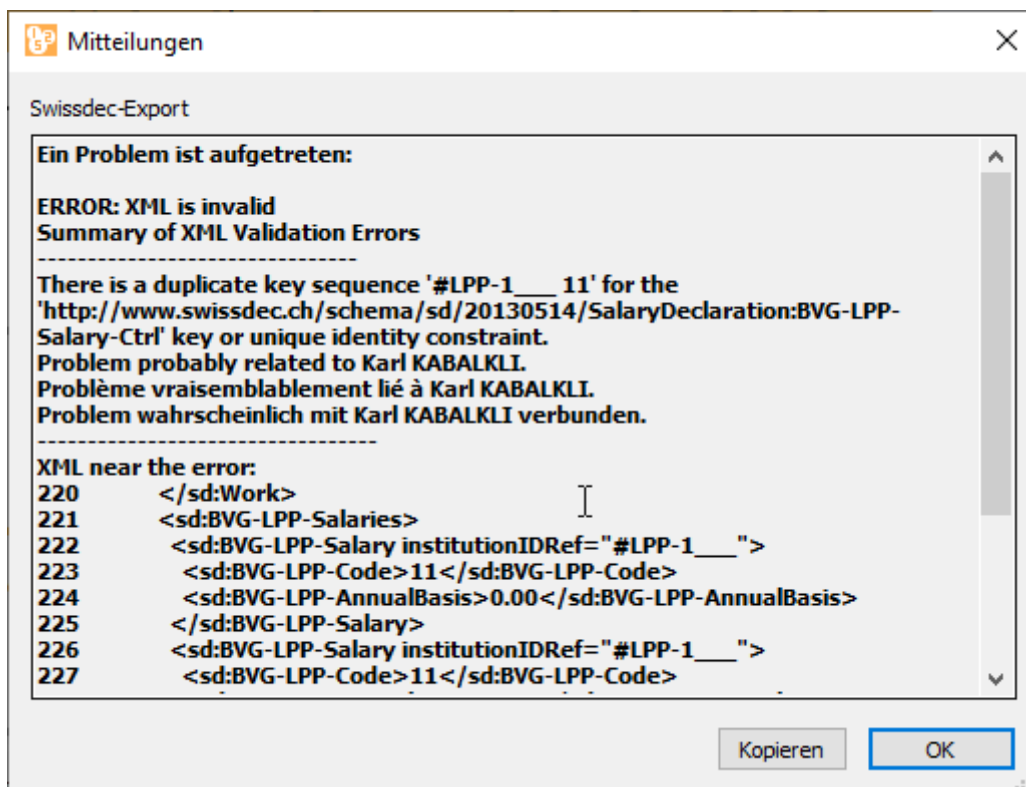 Mitteilungen
Swissdec-Export
Ein Problem ist aufgetreten:
ERROR: XML is invalid
Summary of XML Validation Errors
--------------------------------
There is a duplicate key sequence '#LPP-1___ 11' for the
'http://www.swissdec.ch/schema/sd/20130514/SalaryDeclaration:BVG-LPP-
Salary-Ctrl' key or unique identity constraint.
Problem probably related to Karl KABALKLI.
Problème vraisemblablement lié à Karl KABALKLI.
Problem wahrscheinlich mit Karl KABALKLI verbunden.
----------------------------------
XML near the error:
220 </sd:Work>
221 <sd:BVG-LPP-Salaries>
222 <sd:BVG-LPP-Salary institutionIDRef="#LPP-1___">
223 <sd:BVG-LPP-Code>11</sd:BVG-LPP-Code>
224 <sd:BVG-LPP-AnnualBasis>0.00</sd:BVG-LPP-AnnualBasis>
225 </sd:BVG-LPP-Salary>
226 <sd:BVG-LPP-Salary institutionIDRef="#LPP-1___">
227 <sd:BVG-LPP-Code>11</sd:BVG-LPP-Code>
Kopieren OK